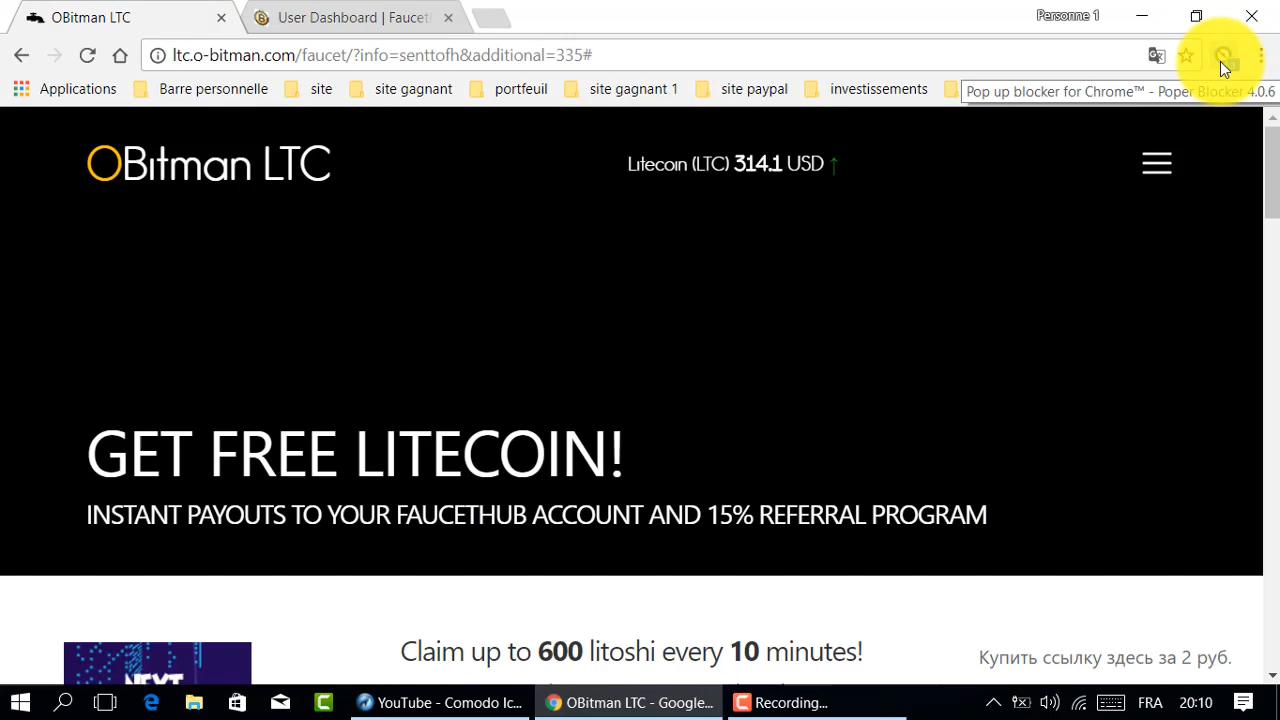 OBitman LTC
User Dashboard | Faucet
Personne 1
ltc.o-bitman.com/faucet/?info=senttofh&additional=335#
Applications Barre personnelle site site gagnant portfeuil site gagnant 1 site paypal investissements
Pop up blocker for Chrome™ - Poper Blocker 4.0.6
OBitman LTC
Litecoin (LTC) 314.1 USD ↑
GET FREE LITECOIN!
INSTANT PAYOUTS TO YOUR FAUCETHUB ACCOUNT AND 15% REFERRAL PROGRAM
Claim up to 600 litoshi every 10 minutes!
Купить ссылку здесь за 2 руб.
NEXT
YouTube - Comodo Ic...
OBitman LTC - Google...
Recording...
FRA
20:10